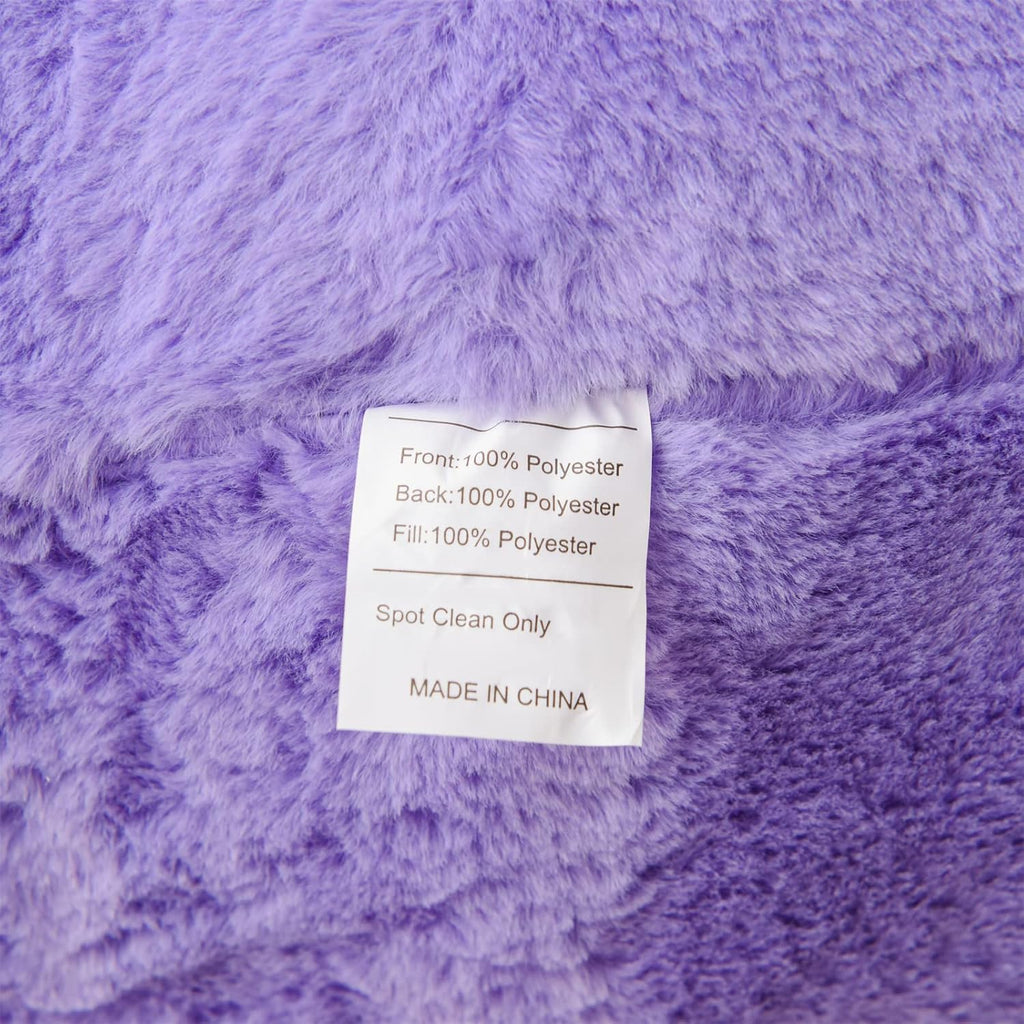 Front:100% Polyester
Back:100% Polyester
Fill:100% Polyester
Spot Clean Only
MADE IN CHINA